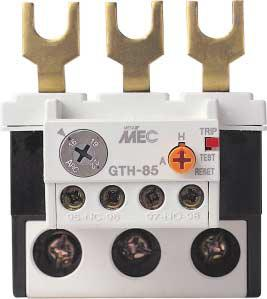 MEC
GTH-85
H
A
TRIP
TEST
RESET
95-NC-96
97-NO-98